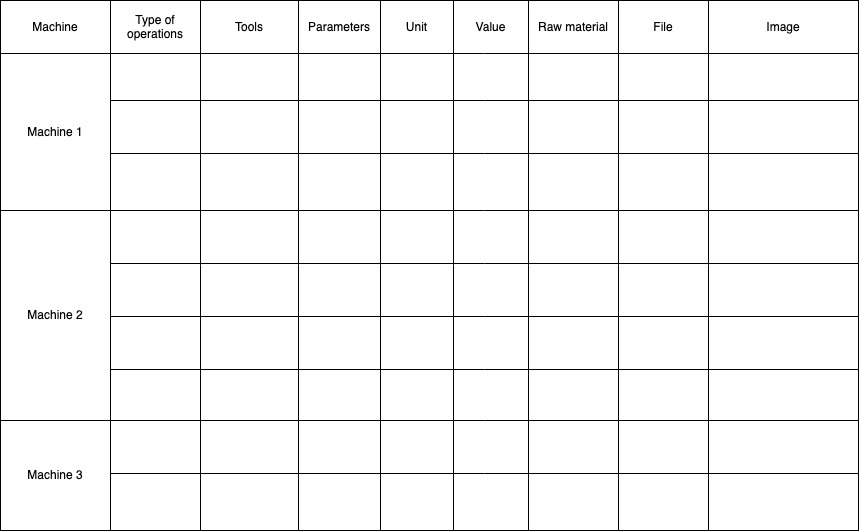 Machine
Type of
operations
Tools
Parameters
Unit
Value
Raw material
File
Image
Machine 1
Machine 2
Machine 3